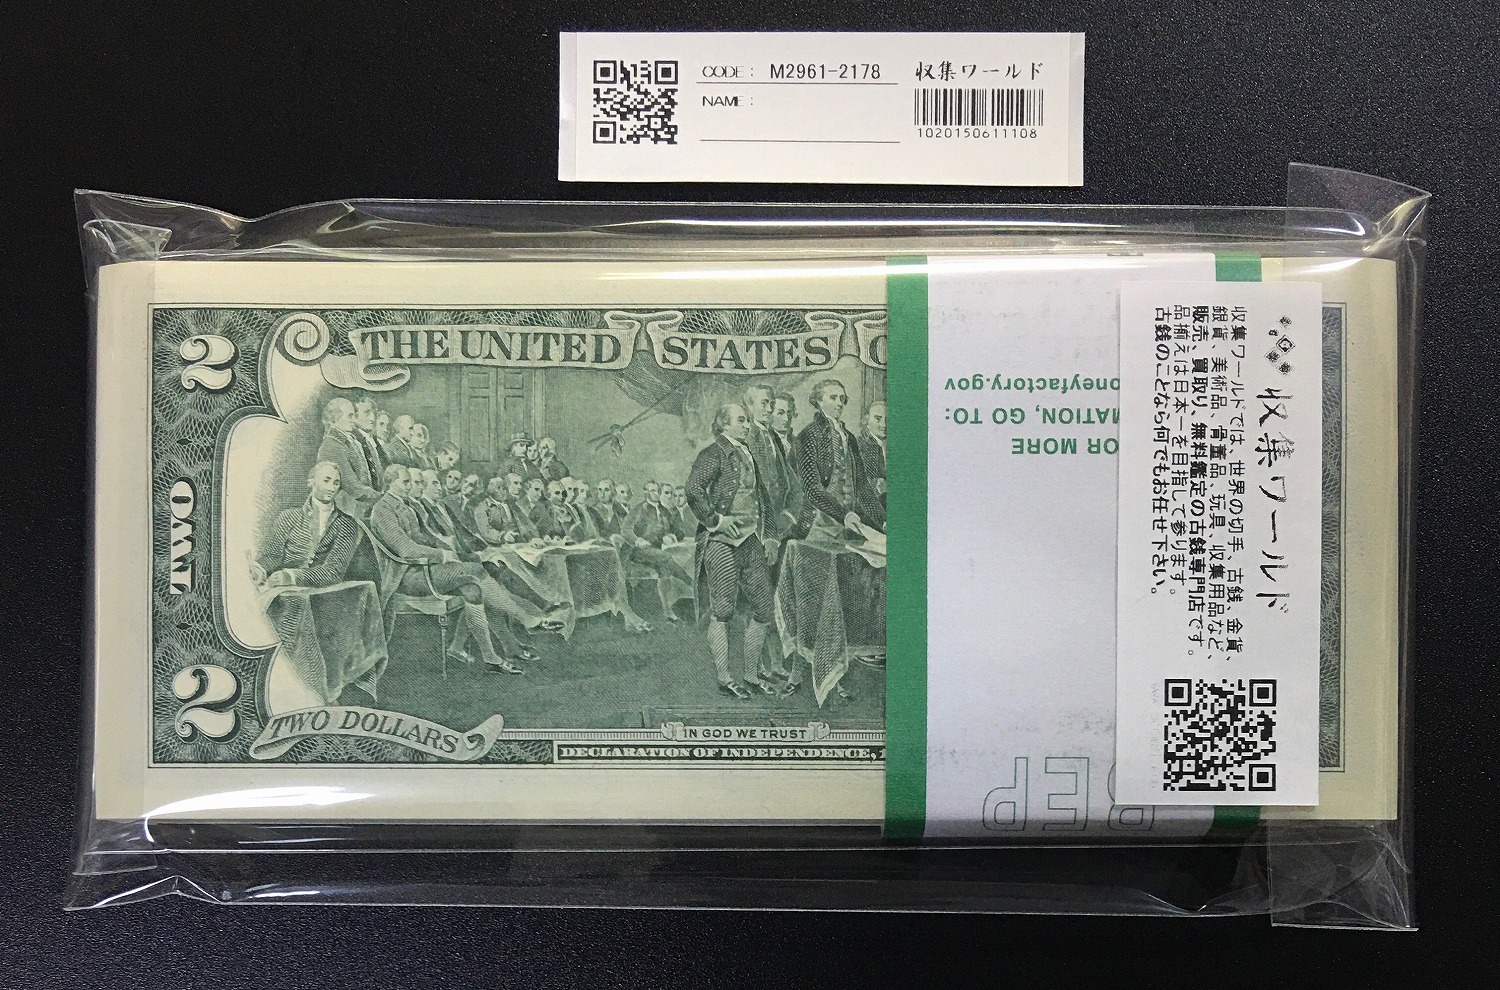 CODE： M2961-2178
NAME：
収集ワールド
1020150611108
2
THE UNITED STATES
TWO
2
TWO DOLLARS
IN GOD WE TRUST
DECLARATION OF INDEPENDENCE,
OR MORE
MATION, GO TO:
oneyfactory.gov
BEP
収集ワールド
収集ワールドでは、世界の切手、古銭、金貨、
銀貨、美術品、骨董品、玩具、収集用品など、
販売、買取り、無料鑑定の古銭専門店です。
品揃えは日本一を目指して参ります。
古銭のことなら何でもお任せ下さい。